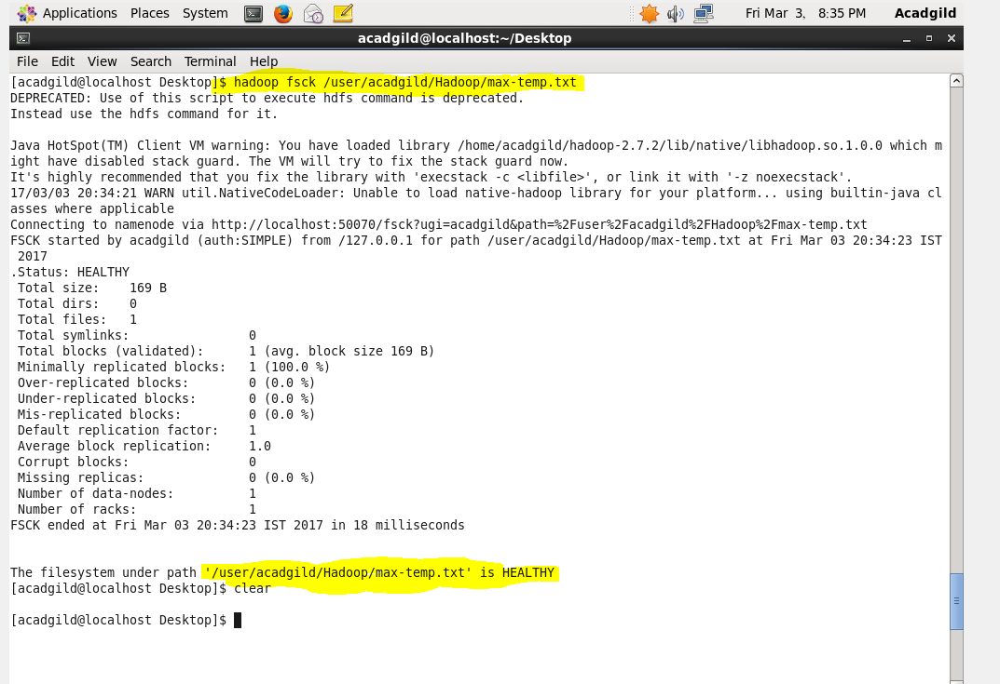 Applications Places System Fri Mar 3, 8:35 PM Acadgild
acadgild@localhost:~/Desktop
File Edit View Search Terminal Help
[acadgild@localhost Desktop]$ hadoop fsck /user/acadgild/Hadoop/max-temp.txt
DEPRECATED: Use of this script to execute hdfs command is deprecated.
Instead use the hdfs command for it.
Java HotSpot(TM) Client VM warning: You have loaded library /home/acadgild/hadoop-2.7.2/lib/native/libhadoop.so.1.0.0 which m
ight have disabled stack guard. The VM will try to fix the stack guard now.
It's highly recommended that you fix the library with 'execstack -c <libfile>', or link it with '-z noexecstack'.
17/03/03 20:34:21 WARN util.NativeCodeLoader: Unable to load native-hadoop library for your platform... using builtin-java cl
asses where applicable
Connecting to namenode via http://localhost:50070/fsck?ugi=acadgild&path=%2Fuser%2Facadgild%2FHadoop%2Fmax-temp.txt
FSCK started by acadgild (auth:SIMPLE) from /127.0.0.1 for path /user/acadgild/Hadoop/max-temp.txt at Fri Mar 03 20:34:23 IST
2017
.Status: HEALTHY
Total size: 169 B
Total dirs: 0
Total files: 1
Total symlinks: 0
Total blocks (validated): 1 (avg. block size 169 B)
Minimally replicated blocks: 1 (100.0 %)
Over-replicated blocks: 0 (0.0 %)
Under-replicated blocks: 0 (0.0 %)
Mis-replicated blocks: 0 (0.0 %)
Default replication factor: 1
Average block replication: 1.0
Corrupt blocks: 0
Missing replicas: 0 (0.0 %)
Number of data-nodes: 1
Number of racks: 1
FSCK ended at Fri Mar 03 20:34:23 IST 2017 in 18 milliseconds
The filesystem under path '/user/acadgild/Hadoop/max-temp.txt' is HEALTHY
[acadgild@localhost Desktop]$ clear
[acadgild@localhost Desktop]$